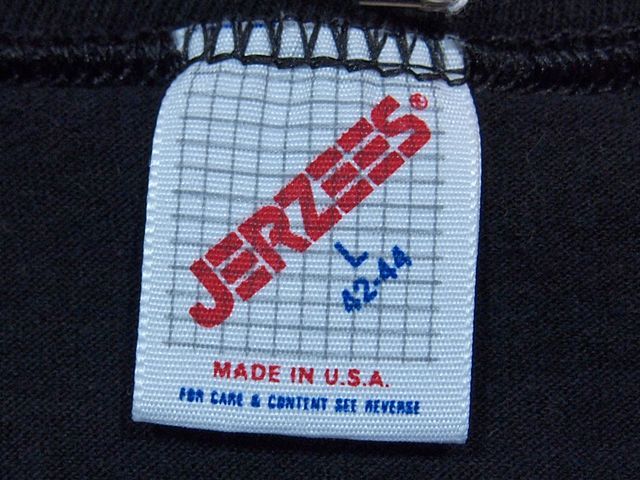 JERZEES®
L
42-44
MADE IN U.S.A.
FOR CARE & CONTENT SEE REVERSE